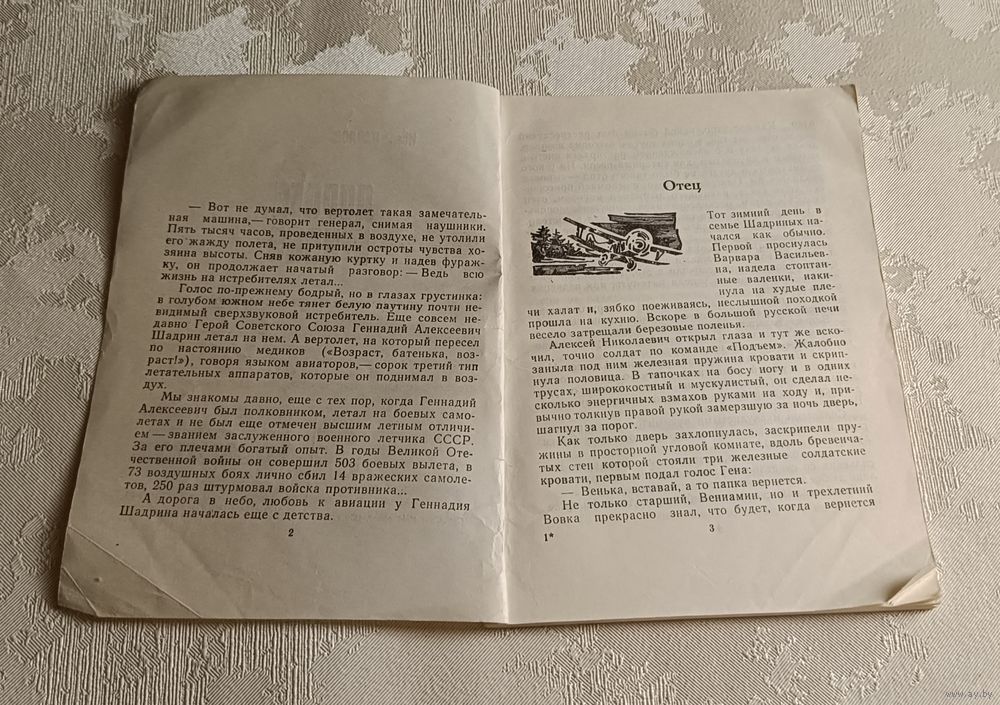 — Вот не думал, что вертолет такая замечатель-
ная машина,— говорит генерал, снимая наушники.
Пять тысяч часов, проведенных в воздухе, не утолили
его жажду полета, не притупили остроты чувства хо-
зяина высоты. Сняв кожаную куртку и надев фураж-
ку, он продолжает начатый разговор: — Ведь всю
жизнь на истребителях летал...
Голос по-прежнему бодрый, но в глазах грустинка:
в голубом южном небе тянет белую паутину почти не-
видимый сверхзвуковой истребитель. Еще совсем не-
давно Герой Советского Союза Геннадий Алексеевич
Шадрин летал на нем. А вертолет, на который пересел
по настоянию медиков («Возраст, батенька, воз-
раст!»), говоря языком авиаторов,— сорок третий тип
летательных аппаратов, которые он поднимал в воз-
дух.
Мы знакомы давно, еще с тех пор, когда Геннадий
Алексеевич был полковником, летал на боевых само-
летах и не был еще отмечен высшим летным отличи-
ем — званием заслуженного военного летчика СССР.
За его плечами богатый опыт. В годы Великой Оте-
чественной войны он совершил 503 боевых вылета, в
73 воздушных боях лично сбил 14 вражеских самоле-
тов, 250 раз штурмовал войска противника...
А дорога в небо, любовь к авиации у Геннадия
Шадрина началась еще с детства.
2
Отец
Тот зимний день в
семье Шадриных на-
чался как обычно.
Первой проснулась
Варвара Васильев-
на, надела стоптан-
ные валенки, наки-
нула на худые пле-
чи халат и, зябко поеживаясь, неслышной походкой
прошла на кухню. Вскоре в большой русской печи
весело затрещали березовые поленья.
Алексей Николаевич открыл глаза и тут же вско-
чил, точно солдат по команде «Подъем». Жалобно
заныла под ним железная пружина кровати и скрип-
нула половица. В тапочках на босу ногу и в одних
трусах, ширококостный и мускулистый, он сделал не-
сколько энергичных взмахов руками на ходу и, при-
вычно толкнув правой рукой замерзшую за ночь дверь,
шагнул за порог.
Как только дверь захлопнулась, заскрипели пру-
жины в просторной угловой комнате, вдоль бревенча-
тых стен которой стояли три железные солдатские
кровати, первым подал голос Гена:
— Венька, вставай, а то папка вернется.
Не только старший, Вениамин, но и трехлетний
Вовка прекрасно знал, что будет, когда вернется
1*
3
www.ay.by